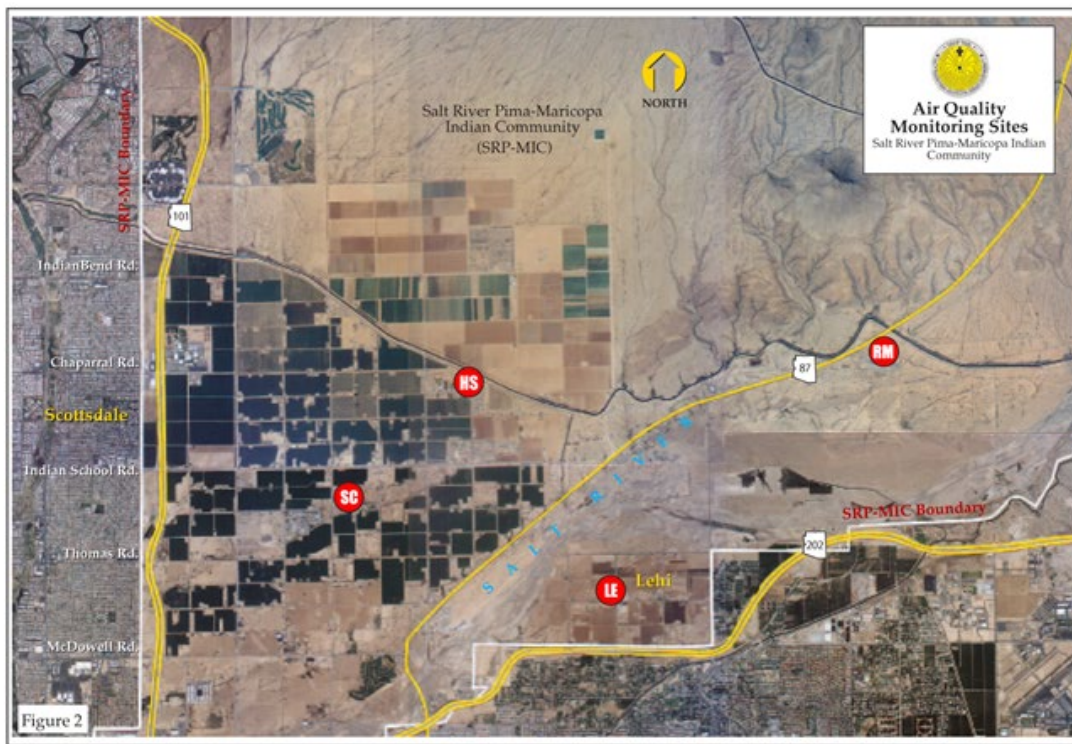 Air Quality
Monitoring Sites
Salt River Pima-Maricopa Indian
Community
NORTH
Salt River Pima-Maricopa
Indian Community
(SRP-MIC)
SRP-MIC Boundary
101
IndianBend Rd.
Chaparral Rd.
RM
87
HS
Scottsdale
SALT RIVER
Indian School Rd.
SC
SRP-MIC Boundary
202
Thomas Rd.
LE
Lehi
McDowell Rd.
Figure 2